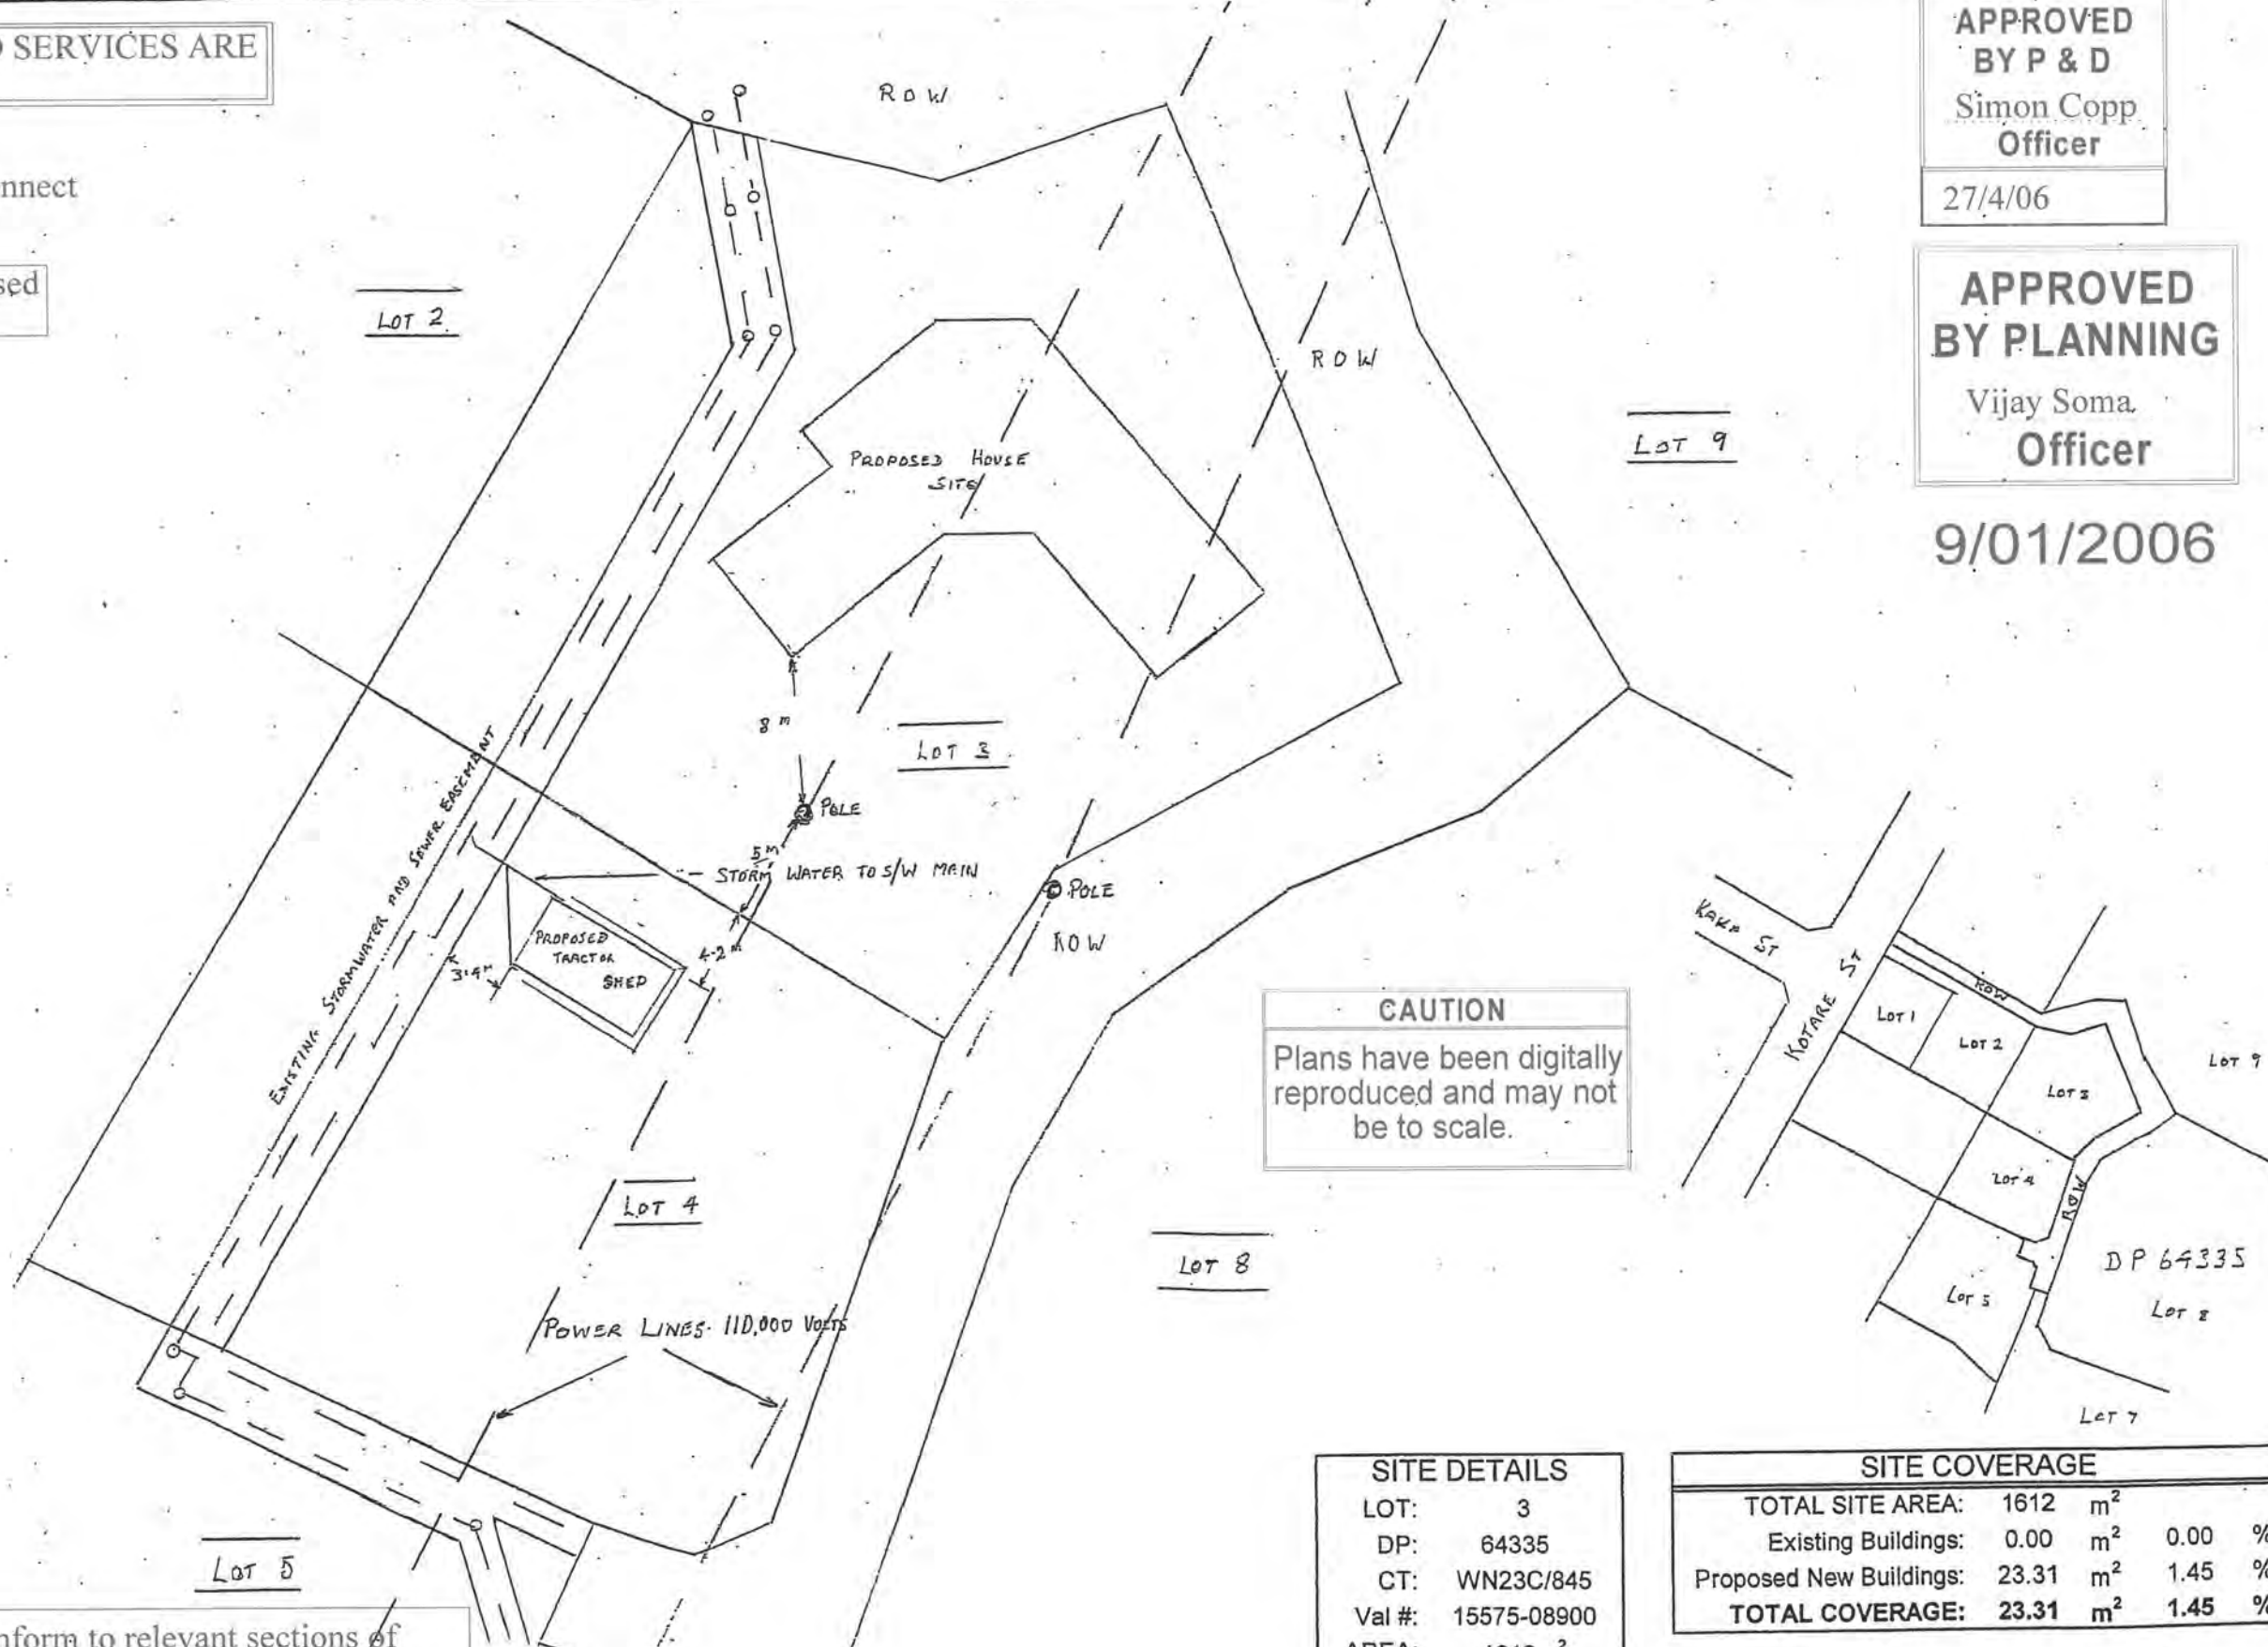 SERVICES ARE
nnect
sed
ROW
APPROVED
BY P & D
Simon Copp
Officer
27/4/06
APPROVED
BY PLANNING
Vijay Soma
Officer
9/01/2006
LOT 2
ROW
LOT 9
PROPOSED HOUSE
SITE
8 m
LOT 3
POLE
5 m
STORM WATER TO S/W MAIN
POLE
ROW
EXISTING STORMWATER AND SEWER EASEMENT
PROPOSED
TRACTOR
SHED
4.2 m
3.4 m
CAUTION
Plans have been digitally
reproduced and may not
be to scale.
LOT 4
LOT 8
POWER LINES. 110,000 VOLTS
LOT 5
KAKA ST
KOTARE ST
ROW
LOT 1
LOT 2
LOT 3
LOT 9
LOT 4
ROW
LOT 5
DP 64335
LOT 8
LOT 7
SITE DETAILS
LOT: 3
DP: 64335
CT: WN23C/845
Val #: 15575-08900
SITE COVERAGE
TOTAL SITE AREA: 1612 m²
Existing Buildings: 0.00 m² 0.00 %
Proposed New Buildings: 23.31 m² 1.45 %
TOTAL COVERAGE: 23.31 m² 1.45 %
nform to relevant sections of